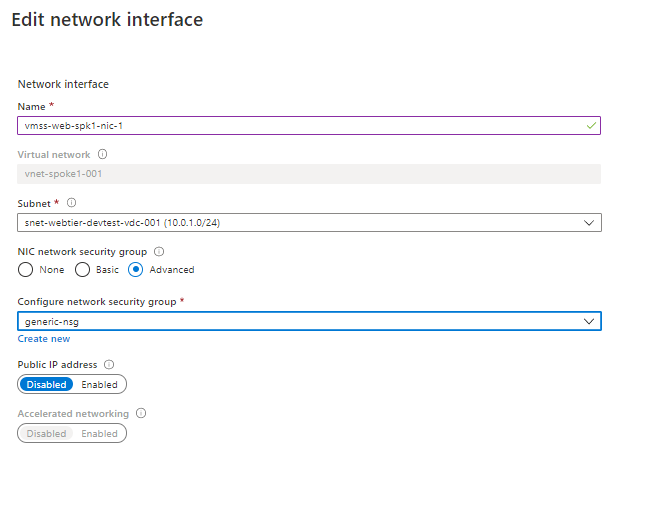 Edit network interface
Network interface
Name *
vmss-web-spk1-nic-1
Virtual network
vnet-spoke1-001
Subnet *
snet-webtier-devtest-vdc-001 (10.0.1.0/24)
NIC network security group
None Basic Advanced
Configure network security group *
generic-nsg
Create new
Public IP address
Disabled Enabled
Accelerated networking
Disabled Enabled